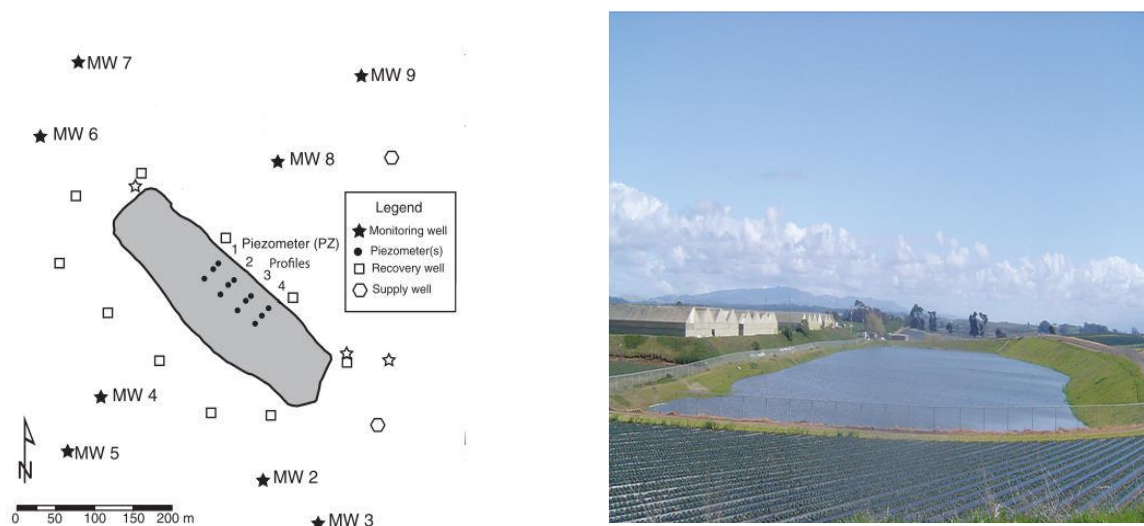 MW 7
MW 9
MW 6
MW 8
Legend
Monitoring well
Piezometer(s)
Recovery well
Supply well
1 Piezometer (PZ)
2 Profiles
3
4
MW 4
MW 5
MW 2
MW 3
N
0 50 100 150 200 m